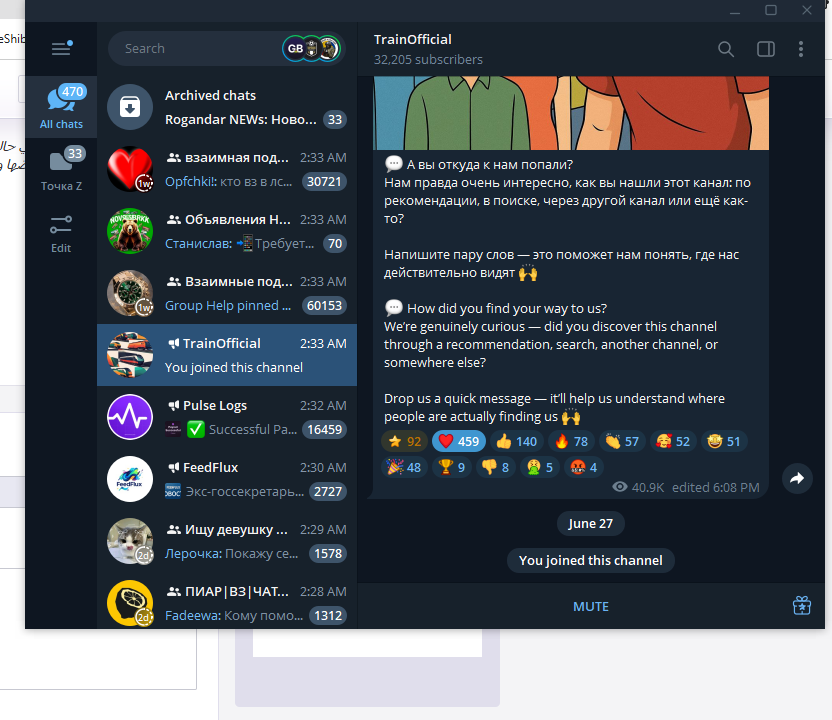 Search
GB
470
All chats
33
Точка Z
Edit
Archived chats
Rogandar NEWs: Ново... 33
взаимная под... 2:33 AM
Opfchkil: кто вз в лс... 30721
1w
Объявления Н... 2:33 AM
Станислав: 📲Требует... 70
Взаимные под... 2:33 AM
Group Help pinned ... 60153
1w
TrainOfficial 2:33 AM
You joined this channel
Pulse Logs 2:32 AM
✅ Successful Pa... 16459
FeedFlux 2:30 AM
Экс-госсекретарь... 2727
FeedFlux
Ищу девушку ... 2:29 AM
Лерочка: Покажу се... 1578
2d
ПИАР|ВЗ|ЧАТ... 2:28 AM
Fadeewa: Кому помо... 1312
2d
TrainOfficial
32,205 subscribers
💬 А вы откуда к нам попали?
Нам правда очень интересно, как вы нашли этот канал: по
рекомендации, в поиске, через другой канал или ещё как-
то?
Напишите пару слов — это поможет нам понять, где нас
действительно видят 🙌
💬 How did you find your way to us?
We’re genuinely curious — did you discover this channel
through a recommendation, search, another channel, or
somewhere else?
Drop us a quick message — it’ll help us understand where
people are actually finding us 🙌
⭐ 92 ❤️ 459 👍 140 🔥 78 👏 57 🥰 52 🤩 51
🎉 48 🏆 9 👎 8 🤮 5 🤬 4
40.9K edited 6:08 PM
June 27
You joined this channel
MUTE